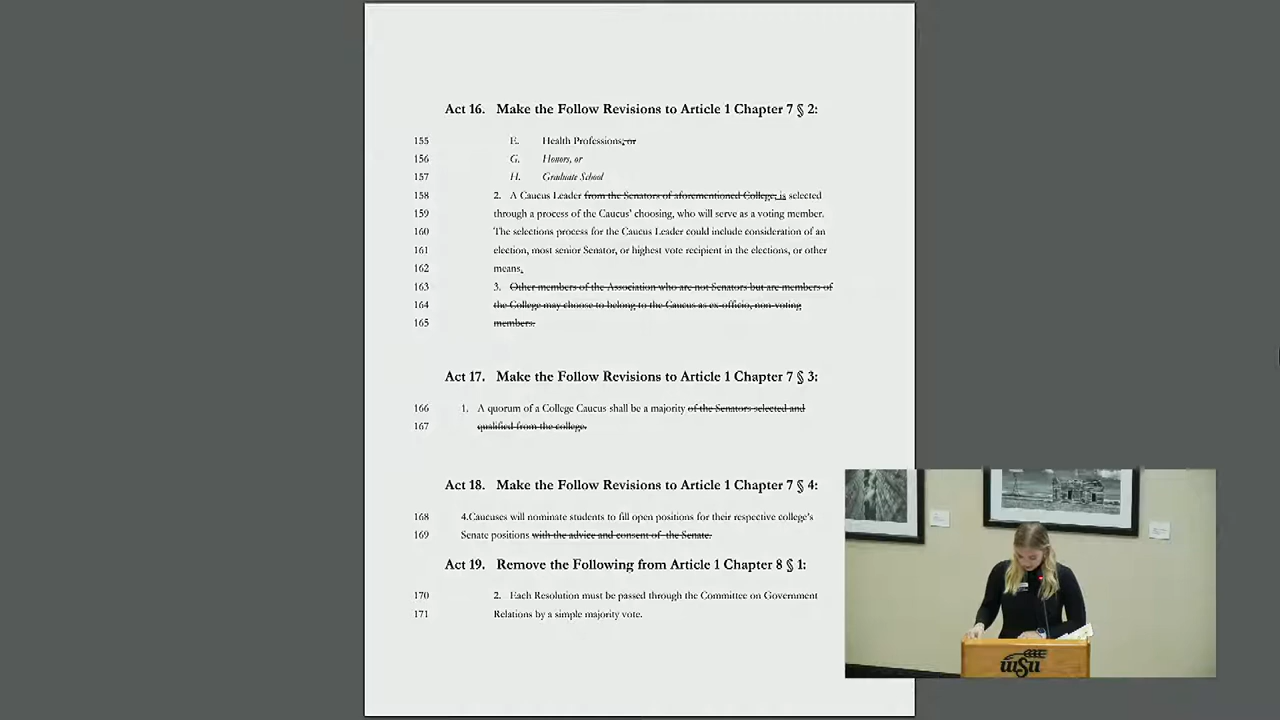 Act 16. Make the Follow Revisions to Article 1 Chapter 7 § 2:
155 E. Health Professions; or
156 G. Honors, or
157 H. Graduate School
158 2. A Caucus Leader from the Senators of aforementioned College; is selected
159 through a process of the Caucus' choosing, who will serve as a voting member.
160 The selections process for the Caucus Leader could include consideration of an
161 election, most senior Senator, or highest vote recipient in the elections, or other
162 means.
163 3. Other members of the Association who are not Senators but are members of
164 the College may choose to belong to the Caucus as ex-officio, non-voting
165 members.
Act 17. Make the Follow Revisions to Article 1 Chapter 7 § 3:
166 1. A quorum of a College Caucus shall be a majority of the Senators selected and
167 qualified from the college.
Act 18. Make the Follow Revisions to Article 1 Chapter 7 § 4:
168 4.Caucuses will nominate students to fill open positions for their respective college's
169 Senate positions with the advice and consent of the Senate.
Act 19. Remove the Following from Article 1 Chapter 8 § 1:
170 2. Each Resolution must be passed through the Committee on Government
171 Relations by a simple majority vote.
wsu